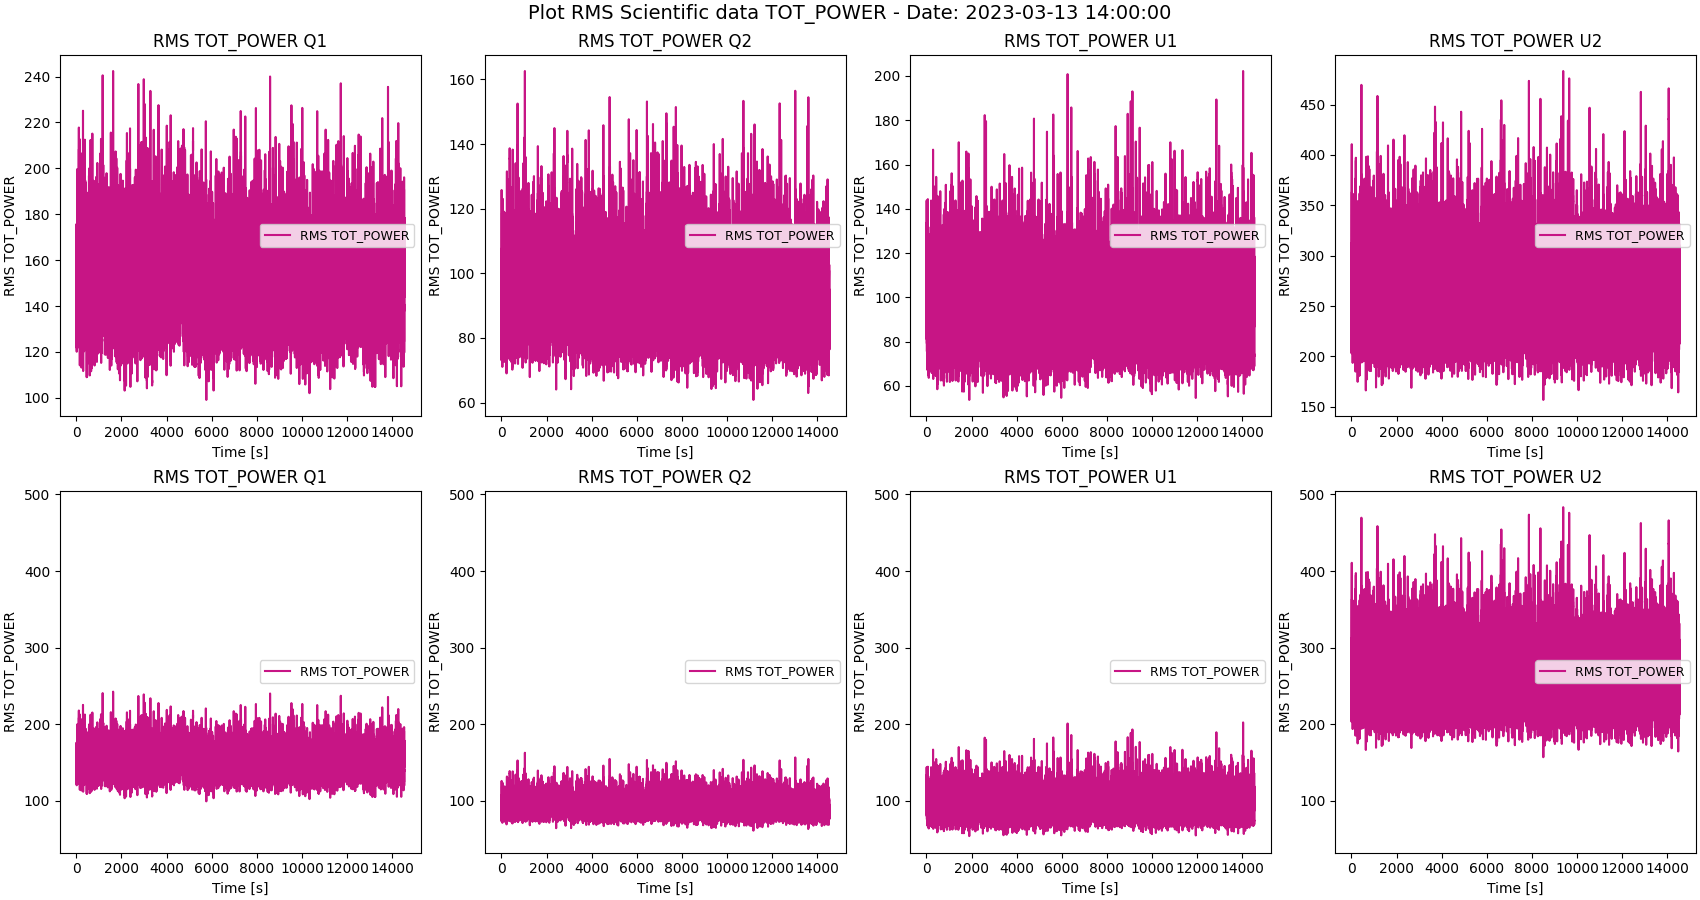 Plot RMS Scientific data TOT_POWER - Date: 2023-03-13 14:00:00
RMS TOT_POWER Q1
RMS TOT_POWER
240
220
200
180
160
140
120
100
0 2000 4000 6000 8000 10000 12000 14000
Time [s]
RMS TOT_POWER
RMS TOT_POWER Q2
RMS TOT_POWER
160
140
120
100
80
60
0 2000 4000 6000 8000 10000 12000 14000
Time [s]
RMS TOT_POWER
RMS TOT_POWER U1
RMS TOT_POWER
200
180
160
140
120
100
80
60
0 2000 4000 6000 8000 10000 12000 14000
Time [s]
RMS TOT_POWER
RMS TOT_POWER U2
RMS TOT_POWER
450
400
350
300
250
200
150
0 2000 4000 6000 8000 10000 12000 14000
Time [s]
RMS TOT_POWER
RMS TOT_POWER Q1
RMS TOT_POWER
500
400
300
200
100
0 2000 4000 6000 8000 10000 12000 14000
Time [s]
RMS TOT_POWER
RMS TOT_POWER Q2
RMS TOT_POWER
500
400
300
200
100
0 2000 4000 6000 8000 10000 12000 14000
Time [s]
RMS TOT_POWER
RMS TOT_POWER U1
RMS TOT_POWER
500
400
300
200
100
0 2000 4000 6000 8000 10000 12000 14000
Time [s]
RMS TOT_POWER
RMS TOT_POWER U2
RMS TOT_POWER
500
400
300
200
100
0 2000 4000 6000 8000 10000 12000 14000
Time [s]
RMS TOT_POWER